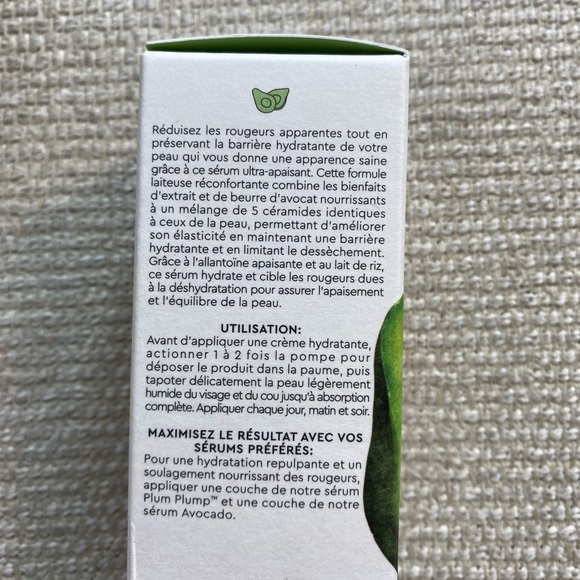 Réduisez les rougeurs apparentes tout en
préservant la barrière hydratante de votre
peau qui vous donne une apparence saine
grâce à ce sérum ultra-apaisant. Cette formule
laiteuse réconfortante combine les bienfaits
d'extrait et de beurre d'avocat nourrissants
à un mélange de 5 céramides identiques
à ceux de la peau, permettant d'améliorer
son élasticité en maintenant une barrière
hydratante et en limitant le dessèchement.
Grâce à l'allantoïne apaisante et au lait de riz,
ce sérum hydrate et cible les rougeurs dues
à la déshydratation pour assurer l'apaisement
et l'équilibre de la peau.
UTILISATION:
Avant d'appliquer une crème hydratante,
actionner 1 à 2 fois la pompe pour
déposer le produit dans la paume, puis
tapoter délicatement la peau légèrement
humide du visage et du cou jusqu'à absorption
complète. Appliquer chaque jour, matin et soir.
MAXIMISEZ LE RÉSULTAT AVEC VOS
SÉRUMS PRÉFÉRÉS:
Pour une hydratation repulpante et un
soulagement nourrissant des rougeurs,
appliquer une couche de notre sérum
Plum Plump™ et une couche de notre
sérum Avocado.